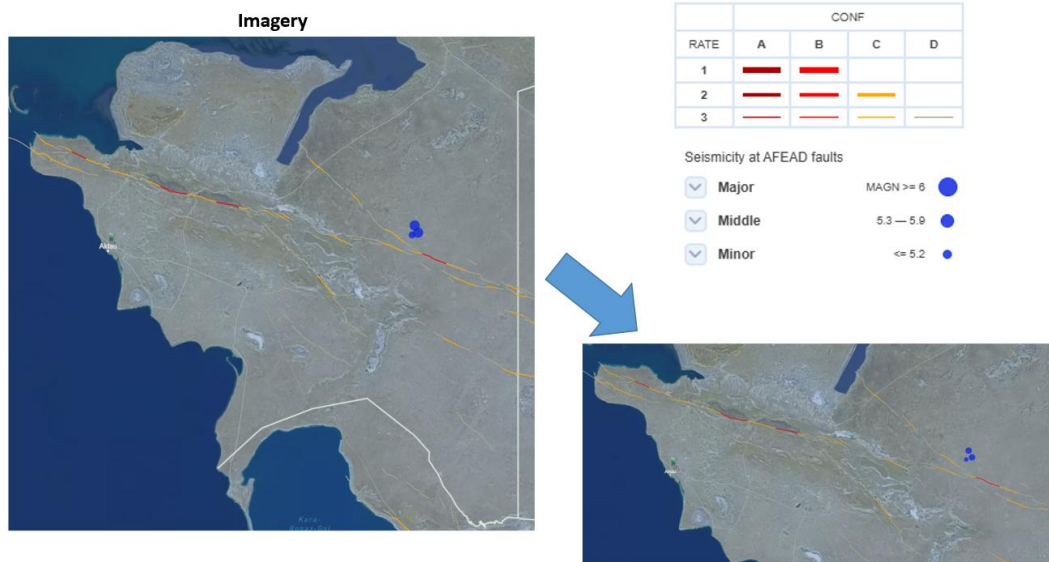 Imagery
CONF
RATE A B C D
1
2
3
Seismicity at AFEAD faults
Major MAGN >= 6
Middle 5.3 — 5.9
Minor <= 5.2
Aktau
Kara-